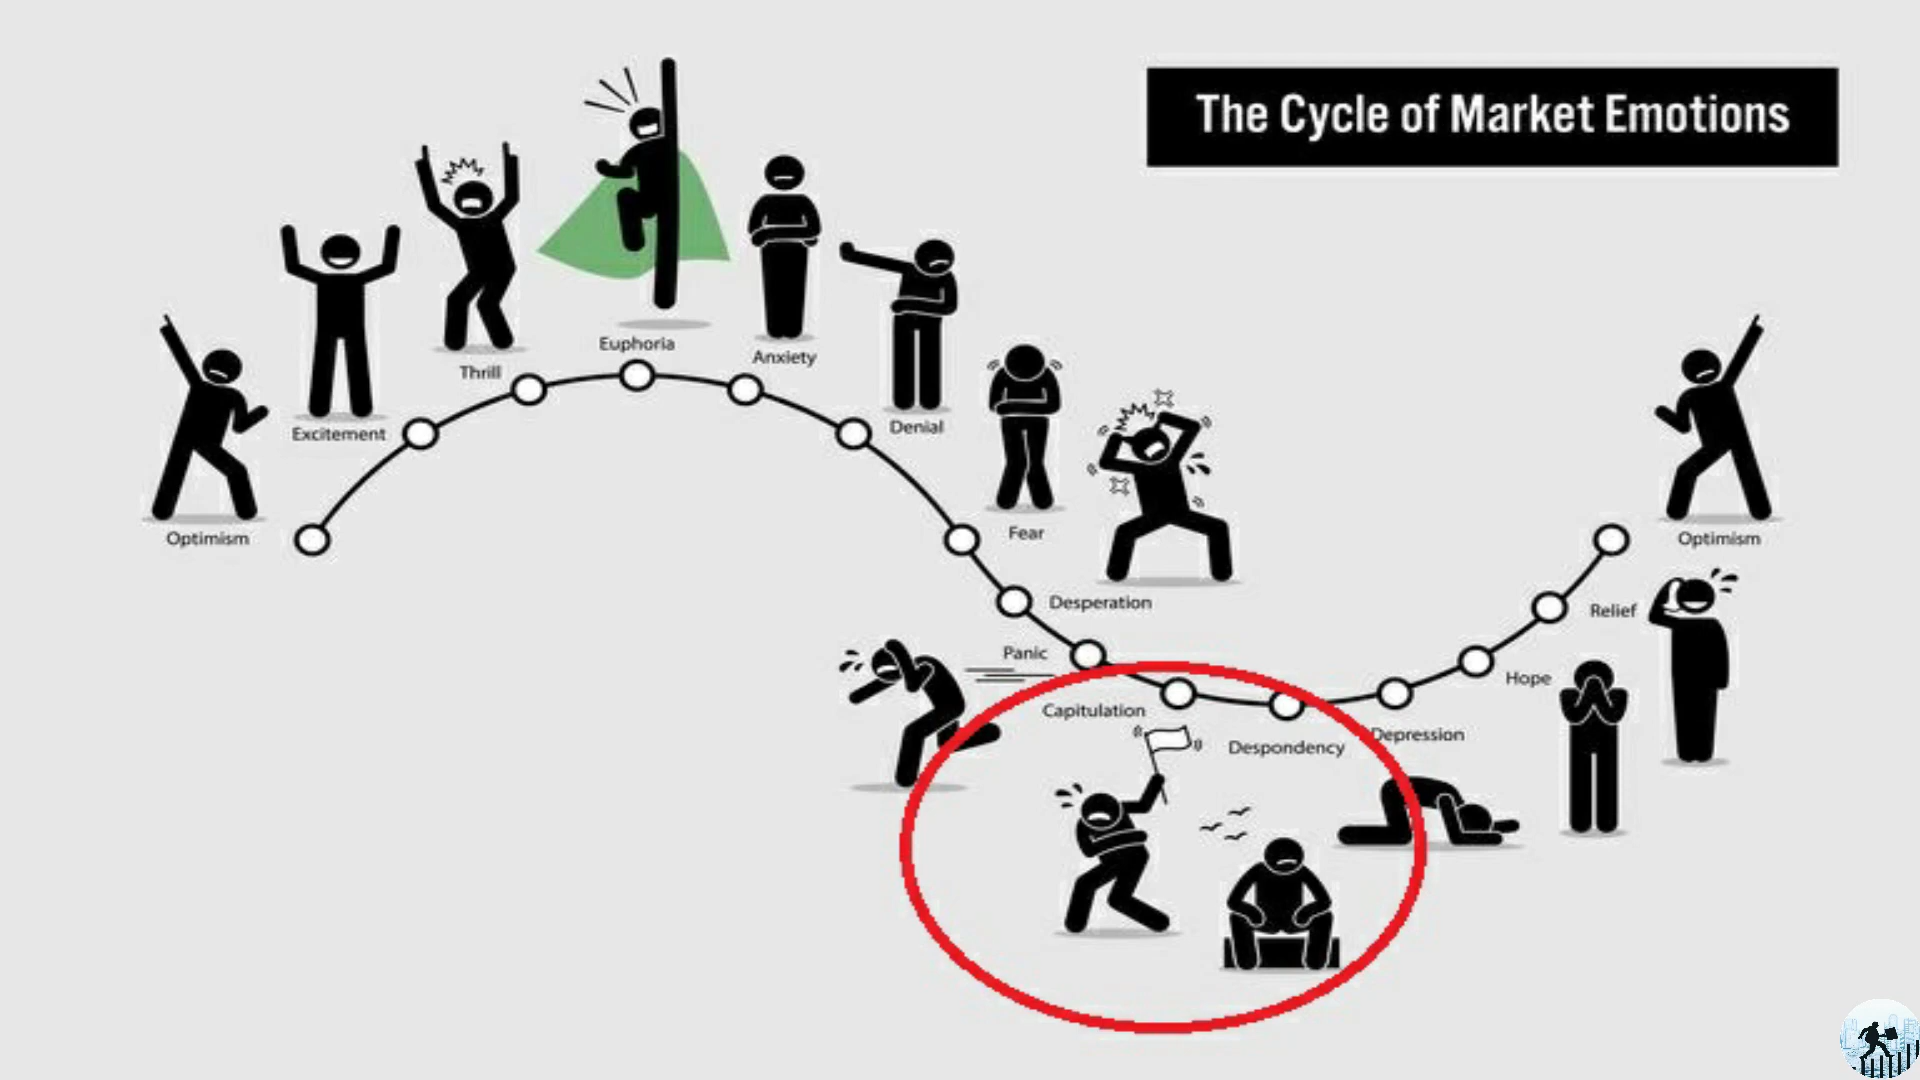 The Cycle of Market Emotions
Optimism
Excitement
Thrill
Euphoria
Anxiety
Denial
Fear
Desperation
Panic
Capitulation
Despondency
Depression
Hope
Relief
Optimism